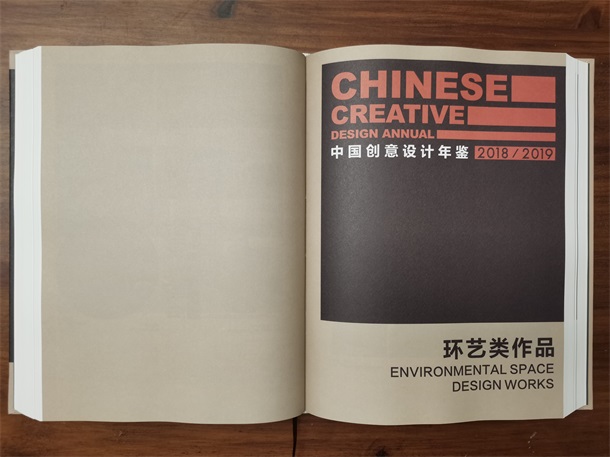 CHINESE
CREATIVE
DESIGN ANNUAL
中国创意设计年鉴 2018/2019
环艺类作品
ENVIRONMENTAL SPACE
DESIGN WORKS